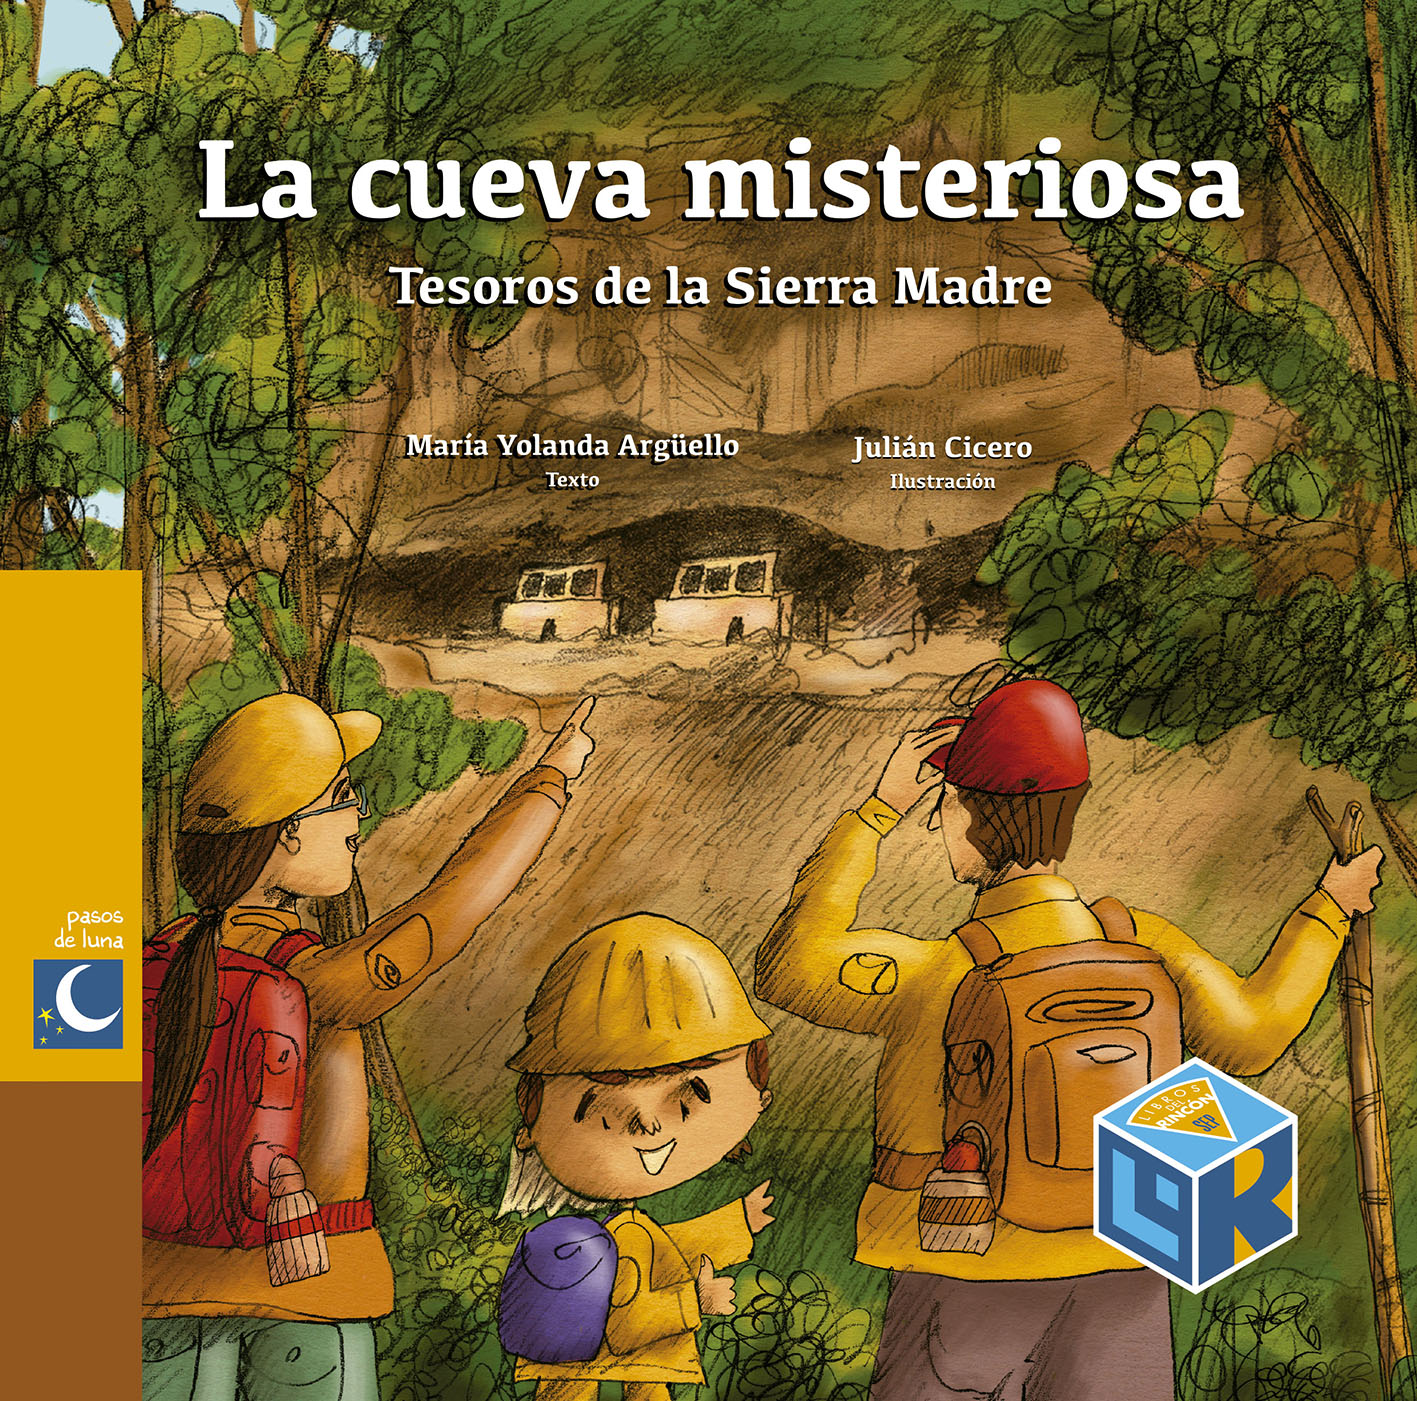 La cueva misteriosa
Tesoros de la Sierra Madre
María Yolanda Argüello
Texto
Julián Cicero
Ilustración
pasos
de luna
LIBROS
DEL
RINCÓN
SEP
L R